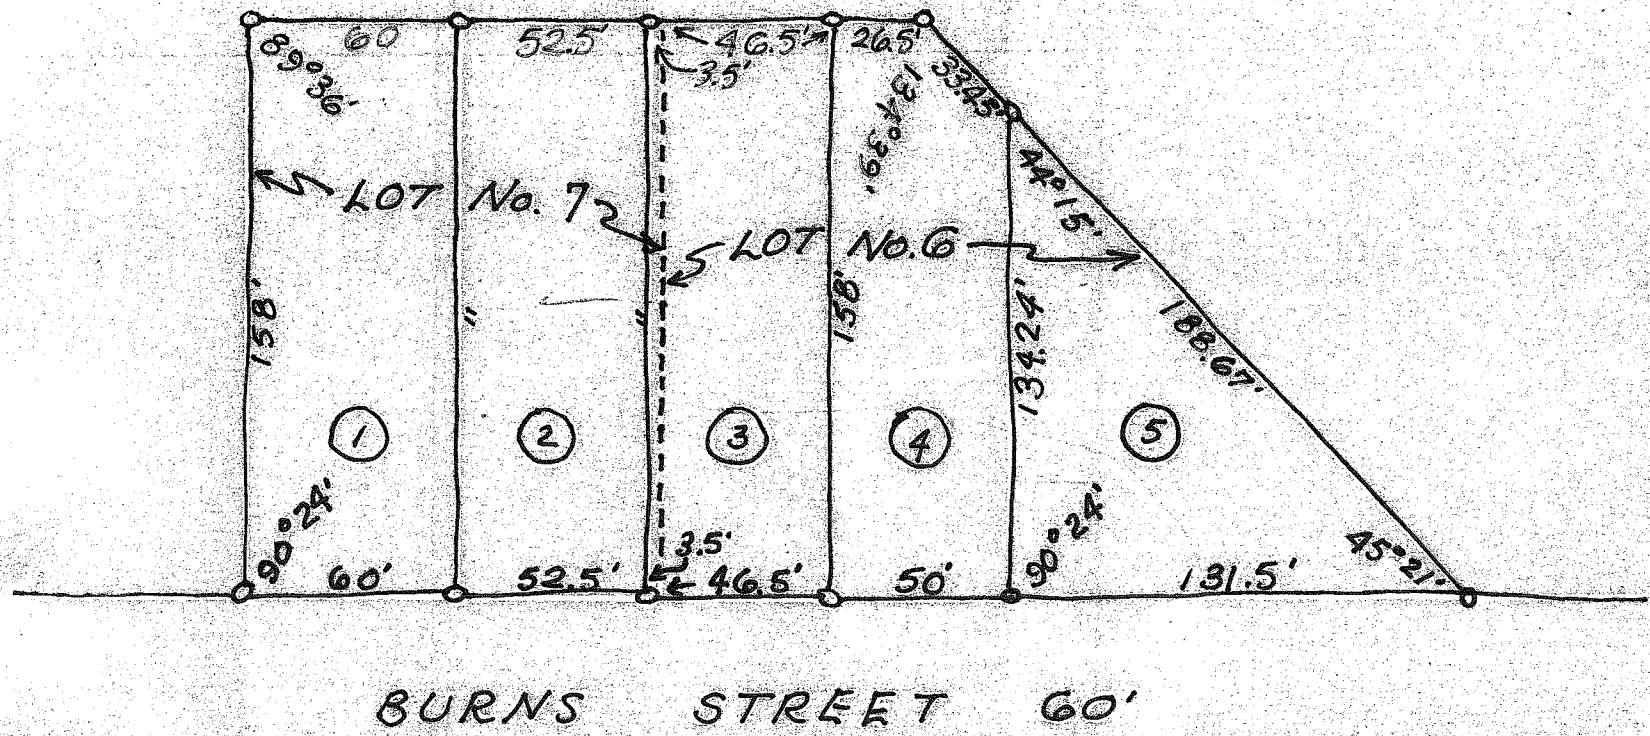 60 52.5' 46.5' 26.5'
89°36'
3.5'
33.43'
134°39'
44°15'
LOT No. 7
LOT No. 6
158' " " 158' 134.24'
188.67'
1 2 3 4 5
90°24' 90°24'
3.5'
45°21'
60' 52.5' 46.5' 50' 131.5'
BURNS STREET 60'